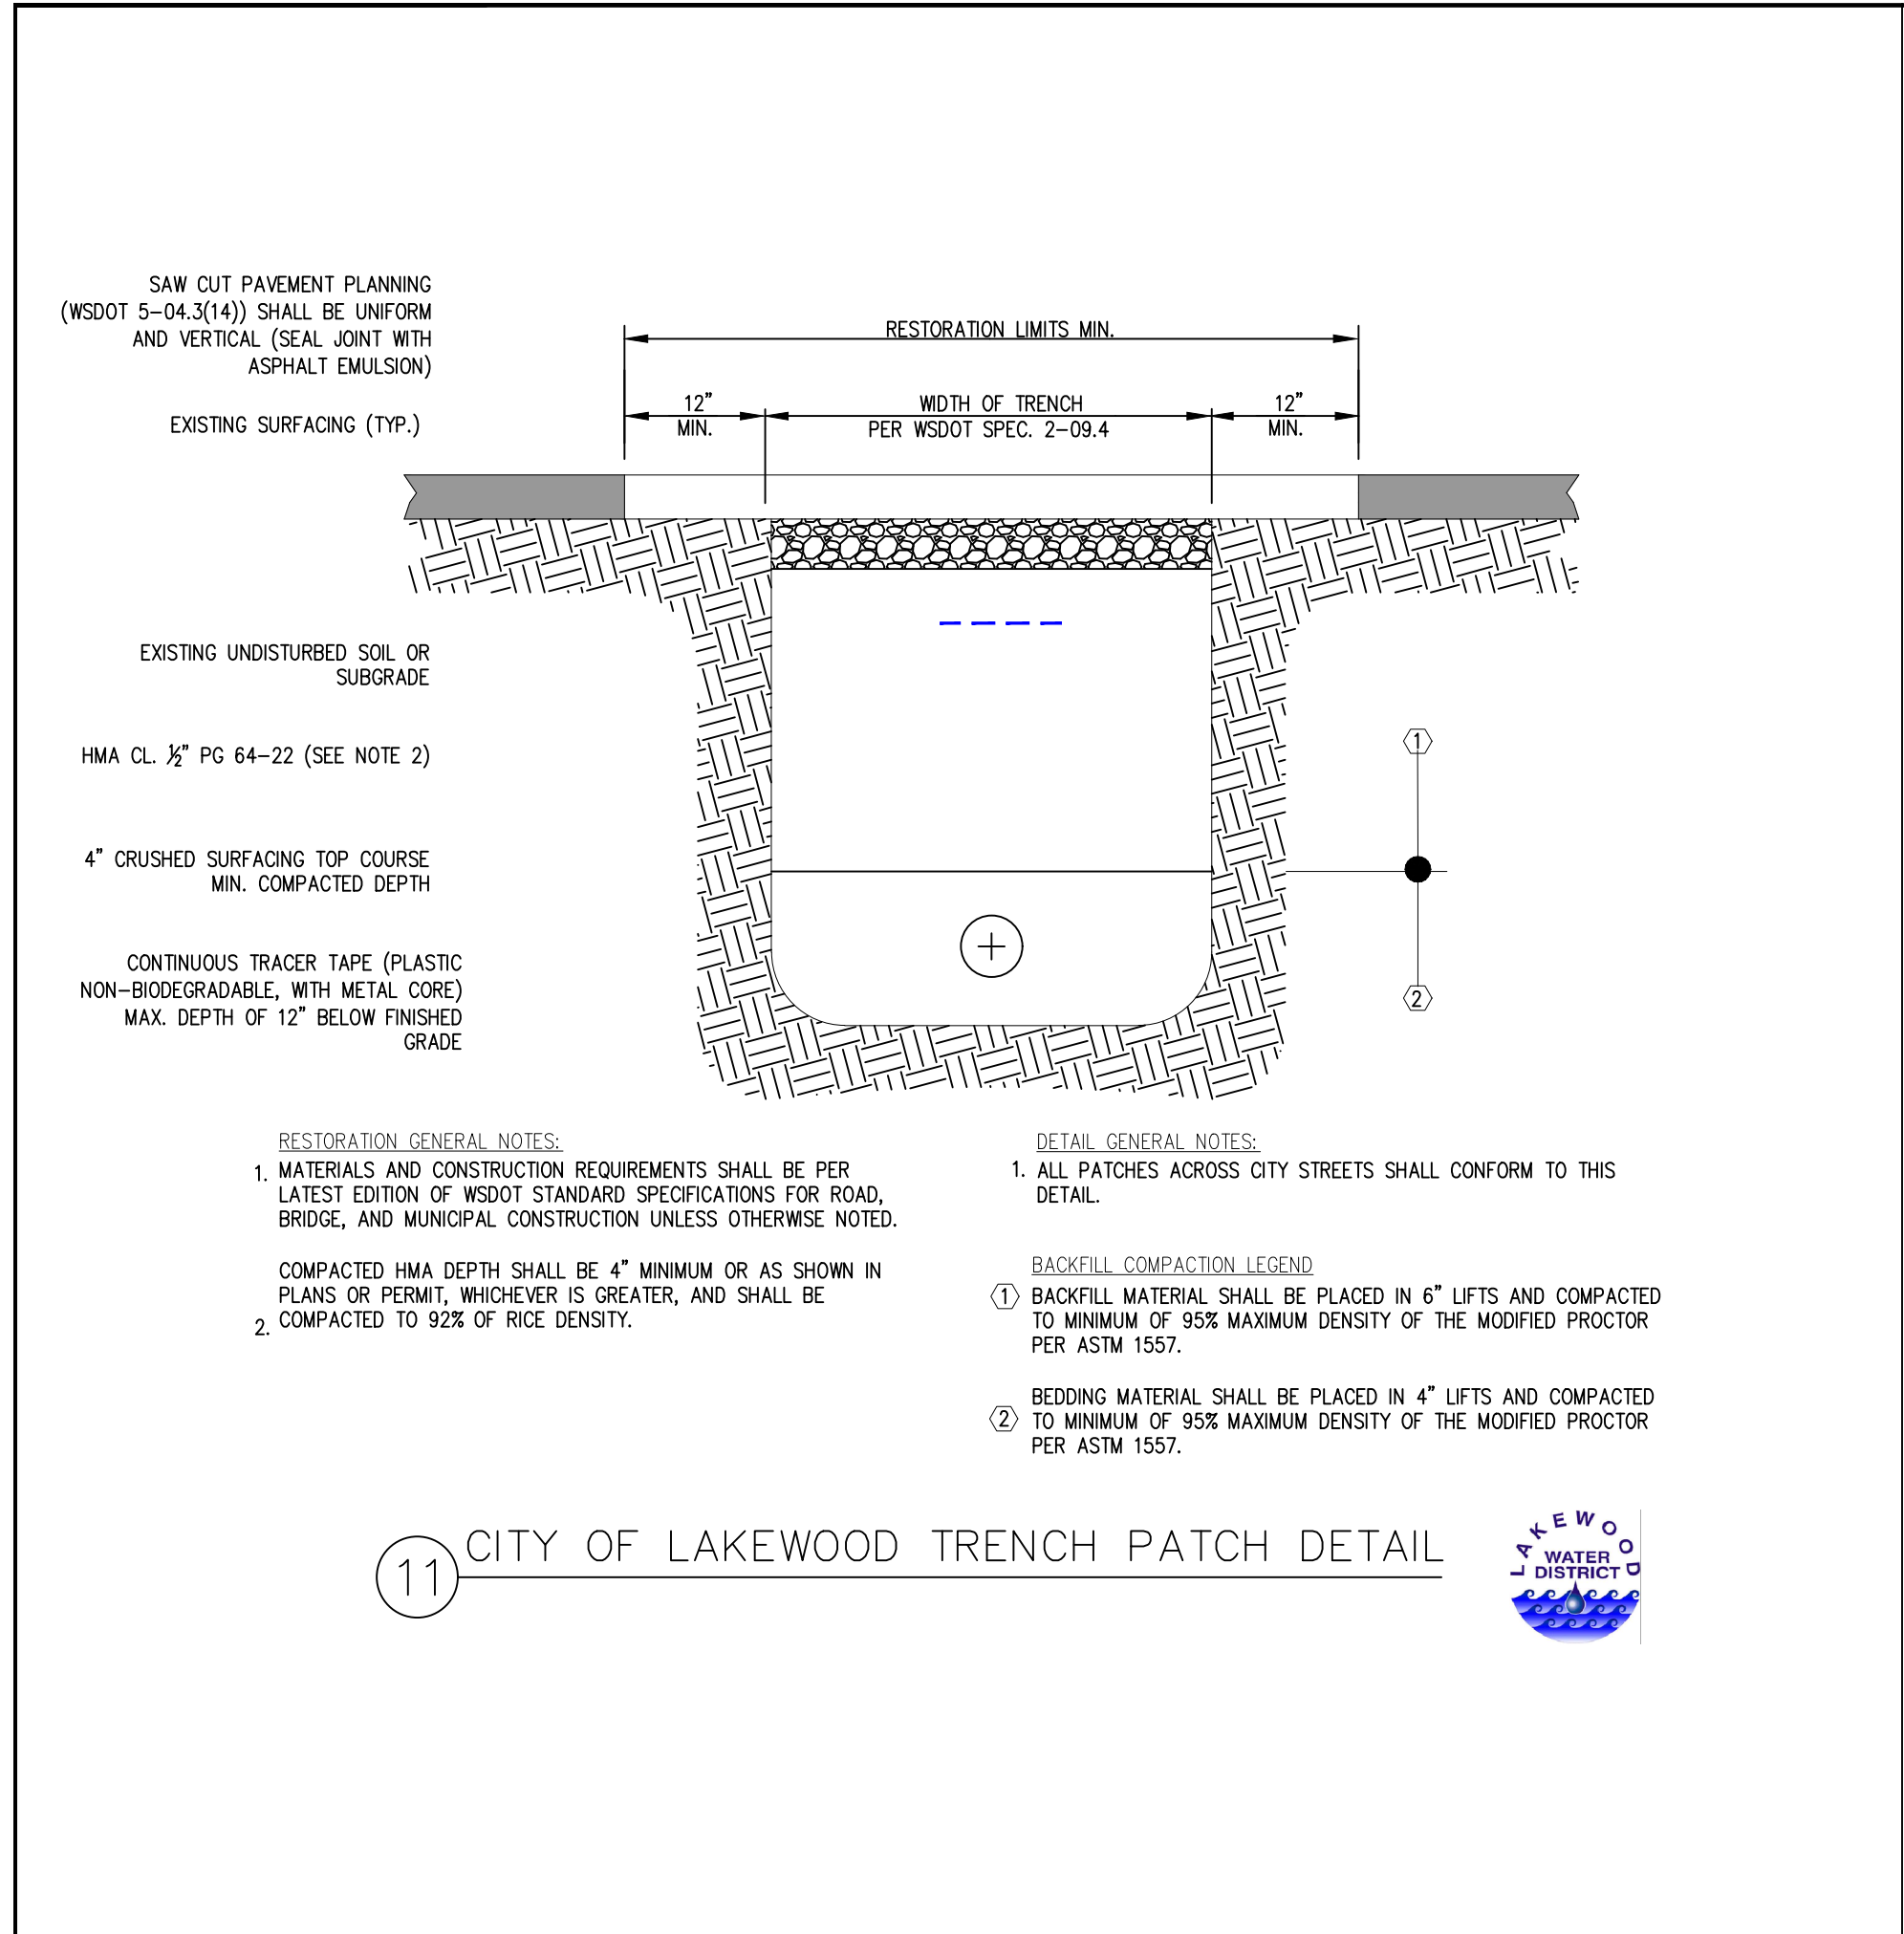 SAW CUT PAVEMENT PLANNING
(WSDOT 5-04.3(14)) SHALL BE UNIFORM
AND VERTICAL (SEAL JOINT WITH
ASPHALT EMULSION)
EXISTING SURFACING (TYP.)
RESTORATION LIMITS MIN.
12"
MIN.
WIDTH OF TRENCH
PER WSDOT SPEC. 2-09.4
12"
MIN.
EXISTING UNDISTURBED SOIL OR
SUBGRADE
HMA CL. ½" PG 64-22 (SEE NOTE 2)
4" CRUSHED SURFACING TOP COURSE
MIN. COMPACTED DEPTH
CONTINUOUS TRACER TAPE (PLASTIC
NON-BIODEGRADABLE, WITH METAL CORE)
MAX. DEPTH OF 12" BELOW FINISHED
GRADE
1
2
RESTORATION GENERAL NOTES:
1. MATERIALS AND CONSTRUCTION REQUIREMENTS SHALL BE PER
LATEST EDITION OF WSDOT STANDARD SPECIFICATIONS FOR ROAD,
BRIDGE, AND MUNICIPAL CONSTRUCTION UNLESS OTHERWISE NOTED.
COMPACTED HMA DEPTH SHALL BE 4" MINIMUM OR AS SHOWN IN
PLANS OR PERMIT, WHICHEVER IS GREATER, AND SHALL BE
2. COMPACTED TO 92% OF RICE DENSITY.
DETAIL GENERAL NOTES:
1. ALL PATCHES ACROSS CITY STREETS SHALL CONFORM TO THIS
DETAIL.
BACKFILL COMPACTION LEGEND
1 BACKFILL MATERIAL SHALL BE PLACED IN 6" LIFTS AND COMPACTED
TO MINIMUM OF 95% MAXIMUM DENSITY OF THE MODIFIED PROCTOR
PER ASTM 1557.
BEDDING MATERIAL SHALL BE PLACED IN 4" LIFTS AND COMPACTED
2 TO MINIMUM OF 95% MAXIMUM DENSITY OF THE MODIFIED PROCTOR
PER ASTM 1557.
11 CITY OF LAKEWOOD TRENCH PATCH DETAIL
LAKEWOOD
WATER
DISTRICT